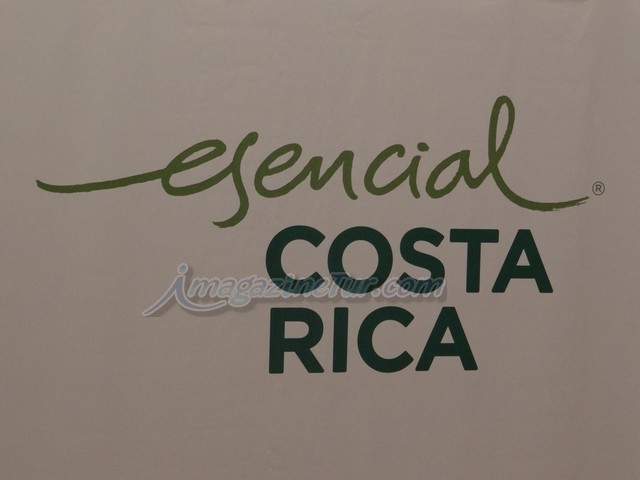 esencial ®
COSTA
imagazineTur.com
RICA